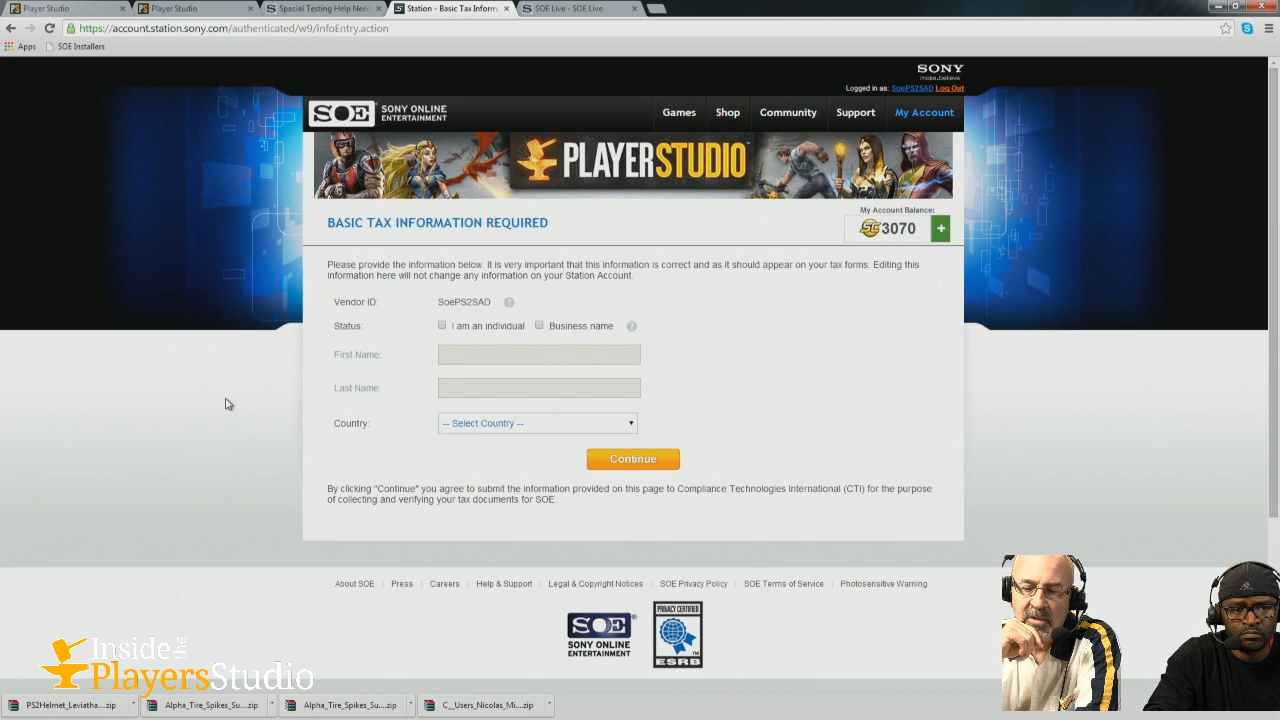 Player Studio
Player Studio
Special Testing Help Nee
Station - Basic Tax Inform
SOE Live - SOE Live
https://account.station.sony.com/authenticated/w9/infoEntry.action
Apps
SOE Installers
SONY
make.believe
Logged in as: SoePS2SAD Log Out
SOE SONY ONLINE ENTERTAINMENT
Games Shop Community Support My Account
PLAYERSTUDIO
BASIC TAX INFORMATION REQUIRED
My Account Balance:
SC 3070 +
Please provide the information below. It is very important that this information is correct and as it should appear on your tax forms. Editing this
information here will not change any information on your Station Account.
Vendor ID: SoePS2SAD ?
Status: I am an individual Business name ?
First Name:
Last Name:
Country: -- Select Country --
Continue
By clicking "Continue" you agree to submit the information provided on this page to Compliance Technologies International (CTI) for the purpose
of collecting and verifying your tax documents for SOE.
About SOE | Press | Careers | Help & Support | Legal & Copyright Notices | SOE Privacy Policy | SOE Terms of Service | Photosensitive Warning
SOE
SONY ONLINE
ENTERTAINMENT
PRIVACY CERTIFIED
ESRB
Inside the
PlayersStudio
PS2Helmet_Leviatha....zip
Alpha_Tire_Spikes_Su....zip
Alpha_Tire_Spikes_Su....zip
C__Users_Nicolas_Mi....zip